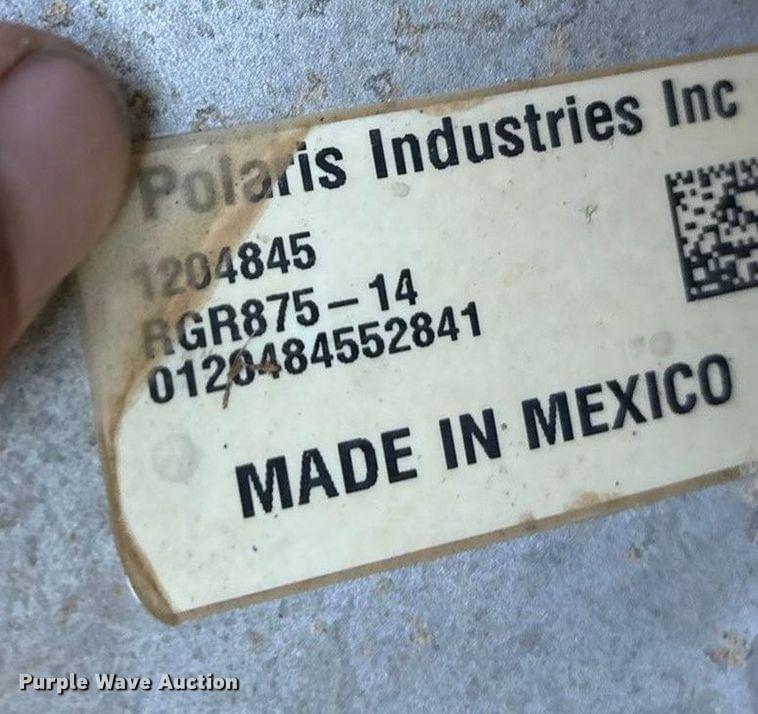 Polaris Industries Inc
1204845
RGR875-14
0120484552841
MADE IN MEXICO
Purple Wave Auction